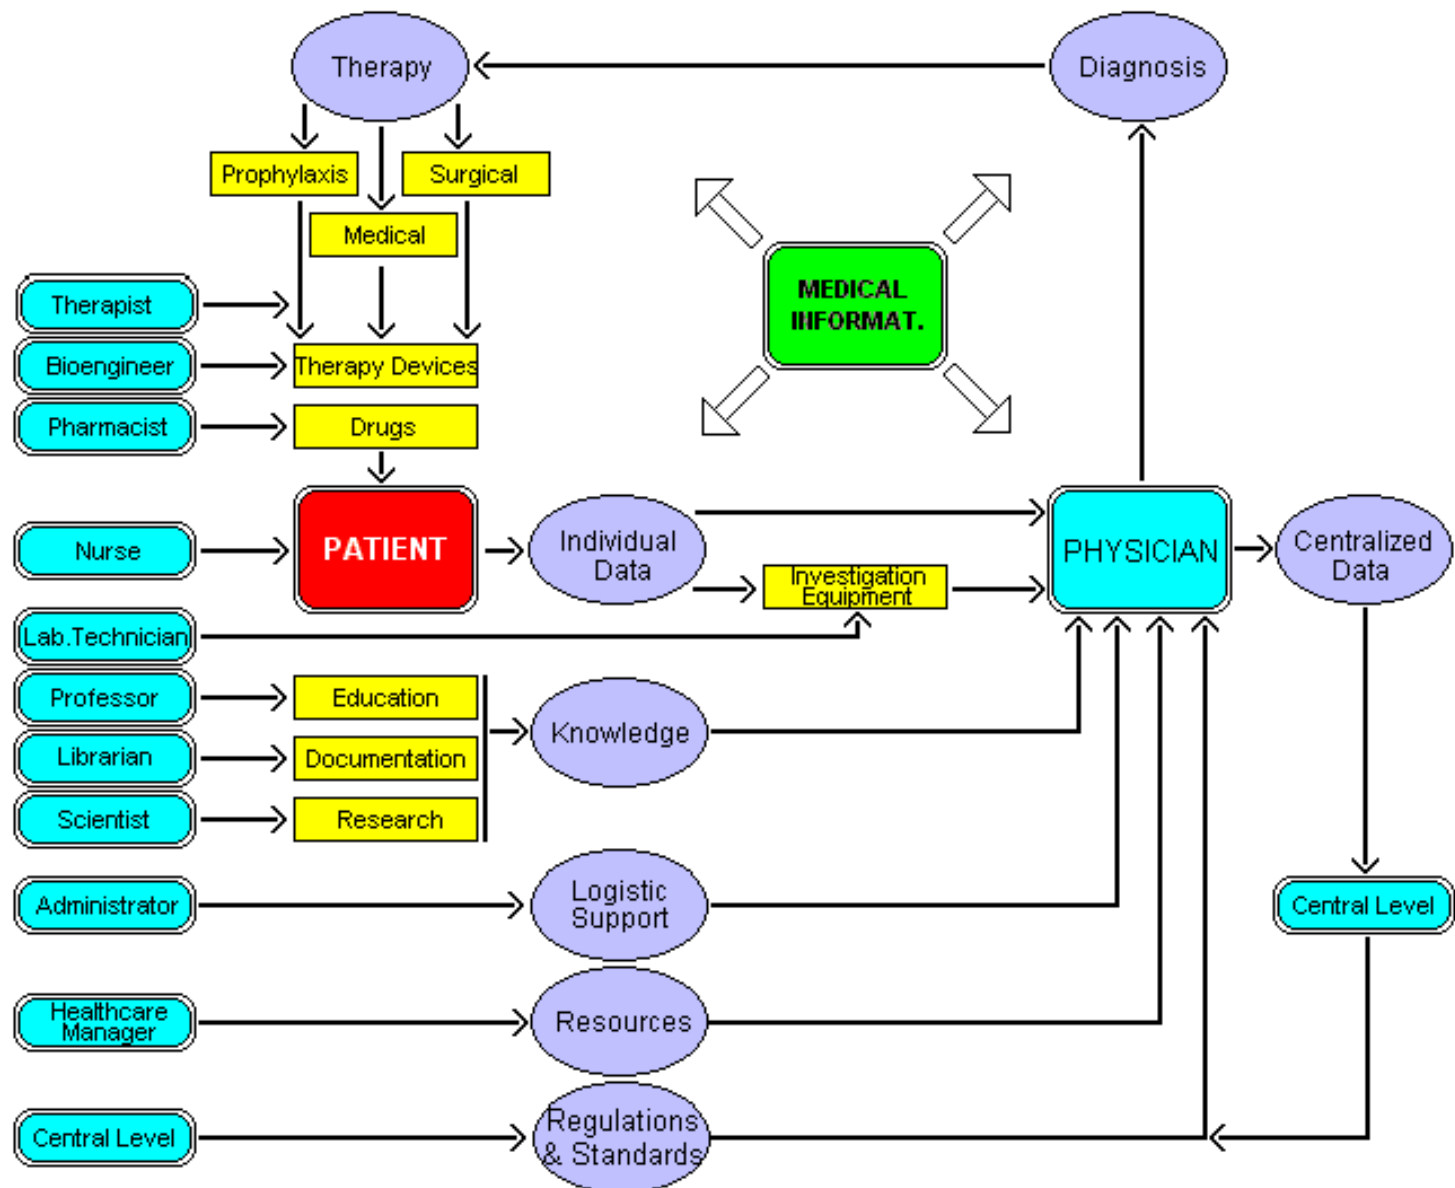 Therapy
Diagnosis
Prophylaxis
Surgical
Medical
MEDICAL
INFORMAT.
Therapist
Bioengineer
Therapy Devices
Pharmacist
Drugs
Nurse
PATIENT
Individual
Data
Investigation
Equipment
PHYSICIAN
Centralized
Data
Lab.Technician
Professor
Education
Knowledge
Librarian
Documentation
Scientist
Research
Administrator
Logistic
Support
Central Level
Healthcare
Manager
Resources
Central Level
Regulations
& Standards